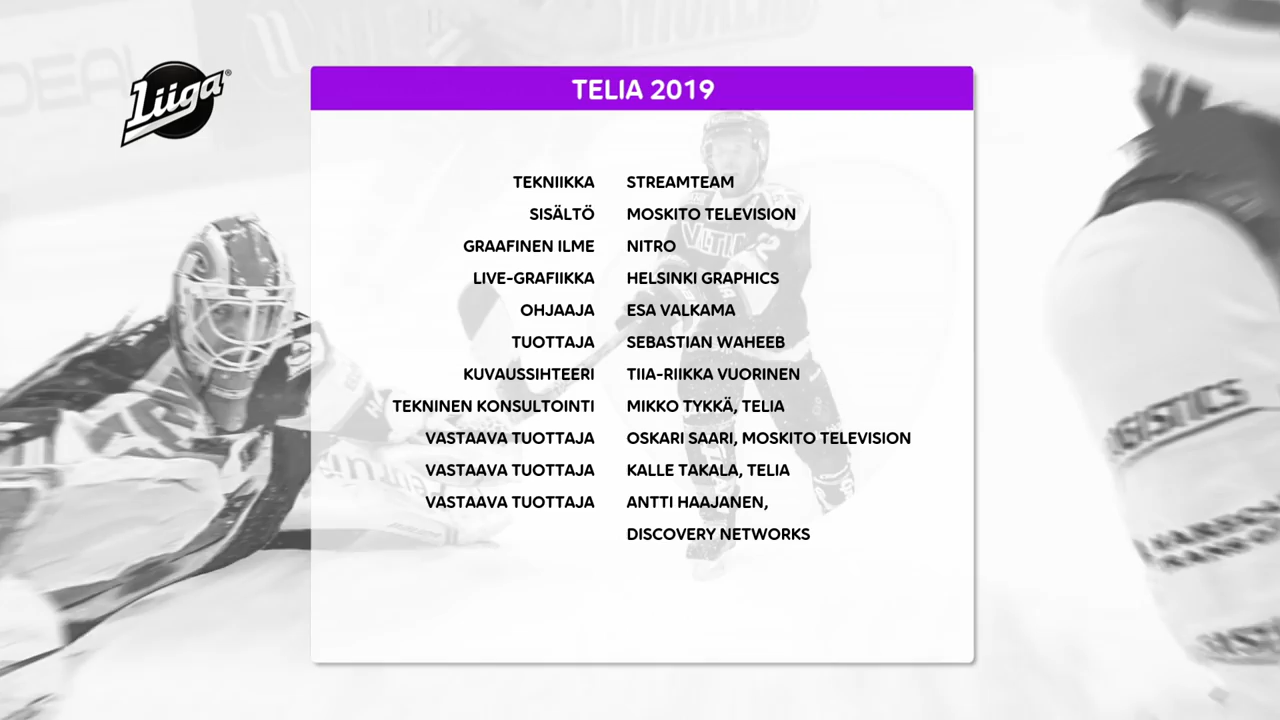 Liiga®
TELIA 2019
TEKNIIKKA STREAMTEAM
SISÄLTÖ MOSKITO TELEVISION
GRAAFINEN ILME NITRO
LIVE-GRAFIIKKA HELSINKI GRAPHICS
OHJAAJA ESA VALKAMA
TUOTTAJA SEBASTIAN WAHEEB
KUVAUSSIHTEERI TIIA-RIIKKA VUORINEN
TEKNINEN KONSULTOINTI MIKKO TYKKÄ, TELIA
VASTAAVA TUOTTAJA OSKARI SAARI, MOSKITO TELEVISION
VASTAAVA TUOTTAJA KALLE TAKALA, TELIA
VASTAAVA TUOTTAJA ANTTI HAAJANEN,
DISCOVERY NETWORKS